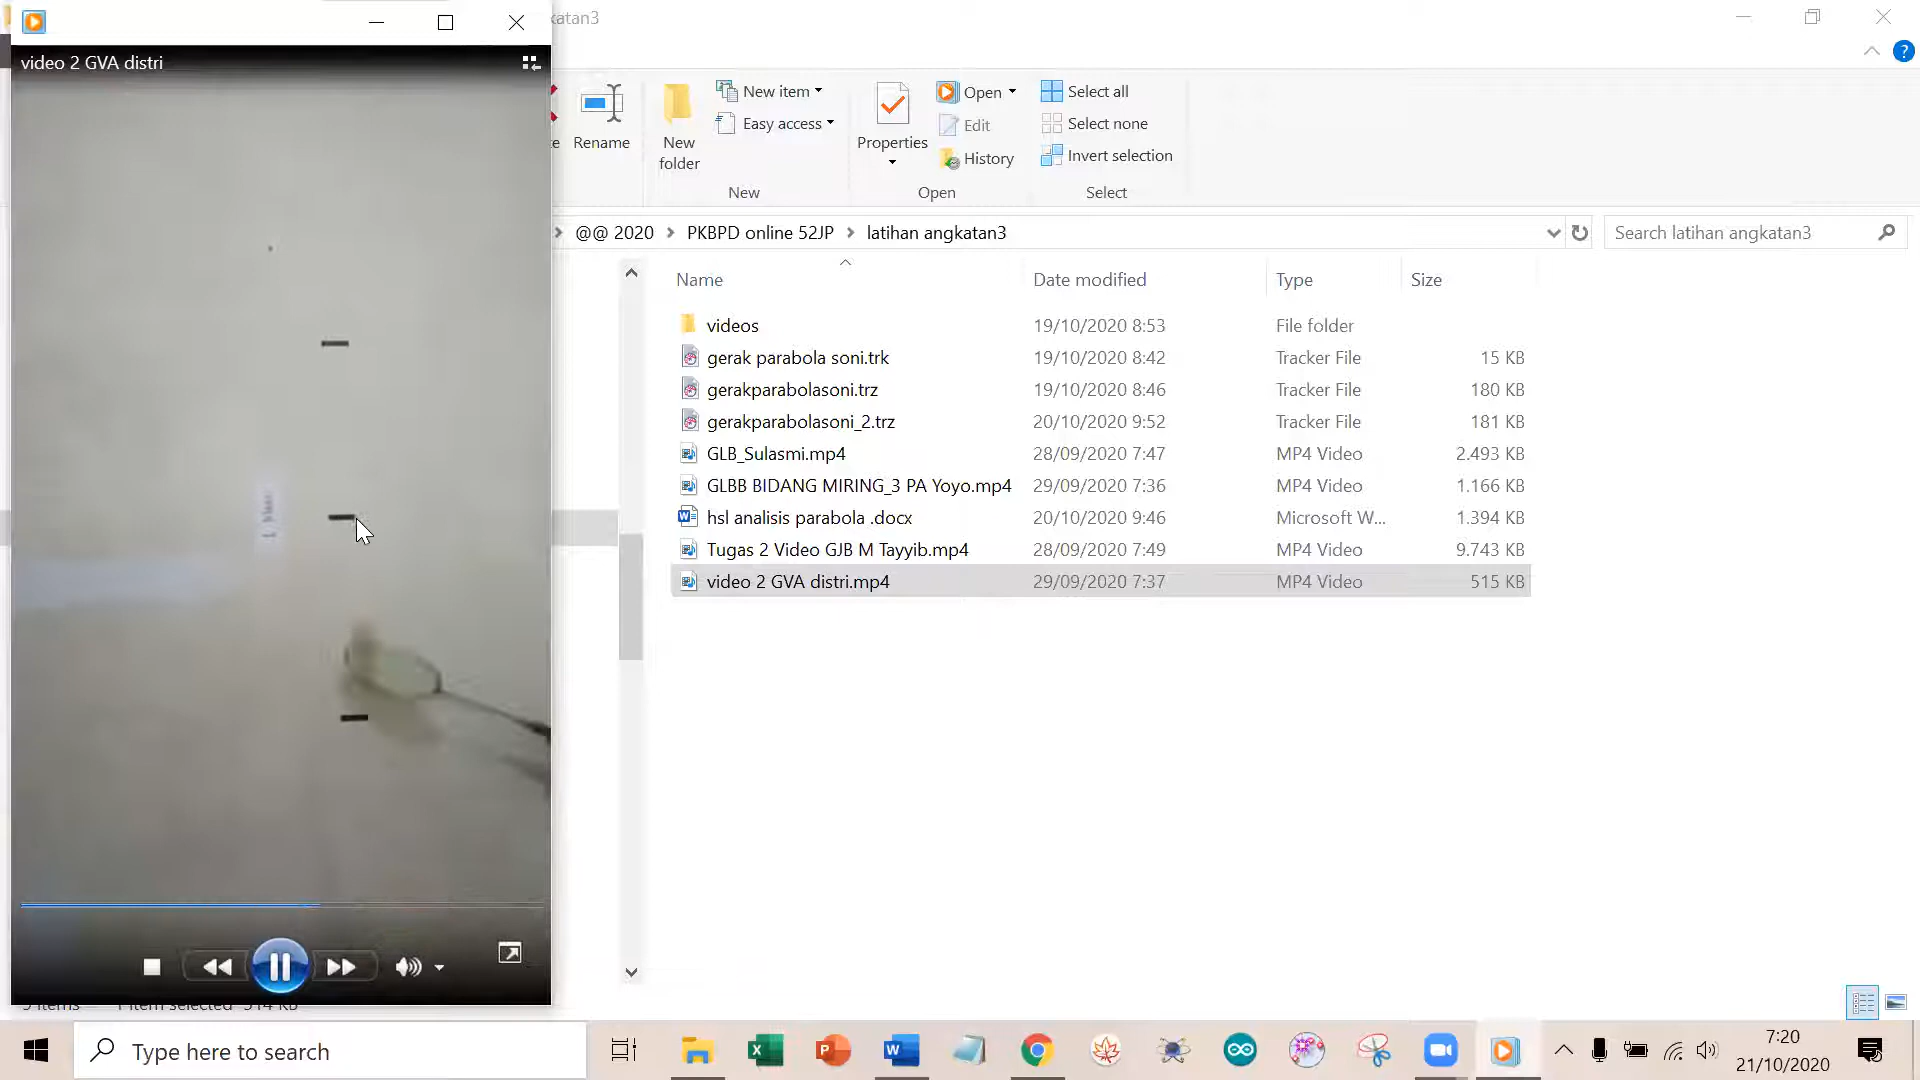 katan3
video 2 GVA distri
Rename
New folder
New item
Easy access
New
Properties
Open
Edit
History
Open
Select all
Select none
Invert selection
Select
@@ 2020 > PKBPD online 52JP > latihan angkatan3
Search latihan angkatan3
Name Date modified Type Size
videos 19/10/2020 8:53 File folder
gerak parabola soni.trk 19/10/2020 8:42 Tracker File 15 KB
gerakparabolasoni.trz 19/10/2020 8:46 Tracker File 180 KB
gerakparabolasoni_2.trz 20/10/2020 9:52 Tracker File 181 KB
GLB_Sulasmi.mp4 28/09/2020 7:47 MP4 Video 2.493 KB
GLBB BIDANG MIRING_3 PA Yoyo.mp4 29/09/2020 7:36 MP4 Video 1.166 KB
hsl analisis parabola .docx 20/10/2020 9:46 Microsoft W... 1.394 KB
Tugas 2 Video GJB M Tayyib.mp4 28/09/2020 7:49 MP4 Video 9.743 KB
video 2 GVA distri.mp4 29/09/2020 7:37 MP4 Video 515 KB
Type here to search
7:20
21/10/2020